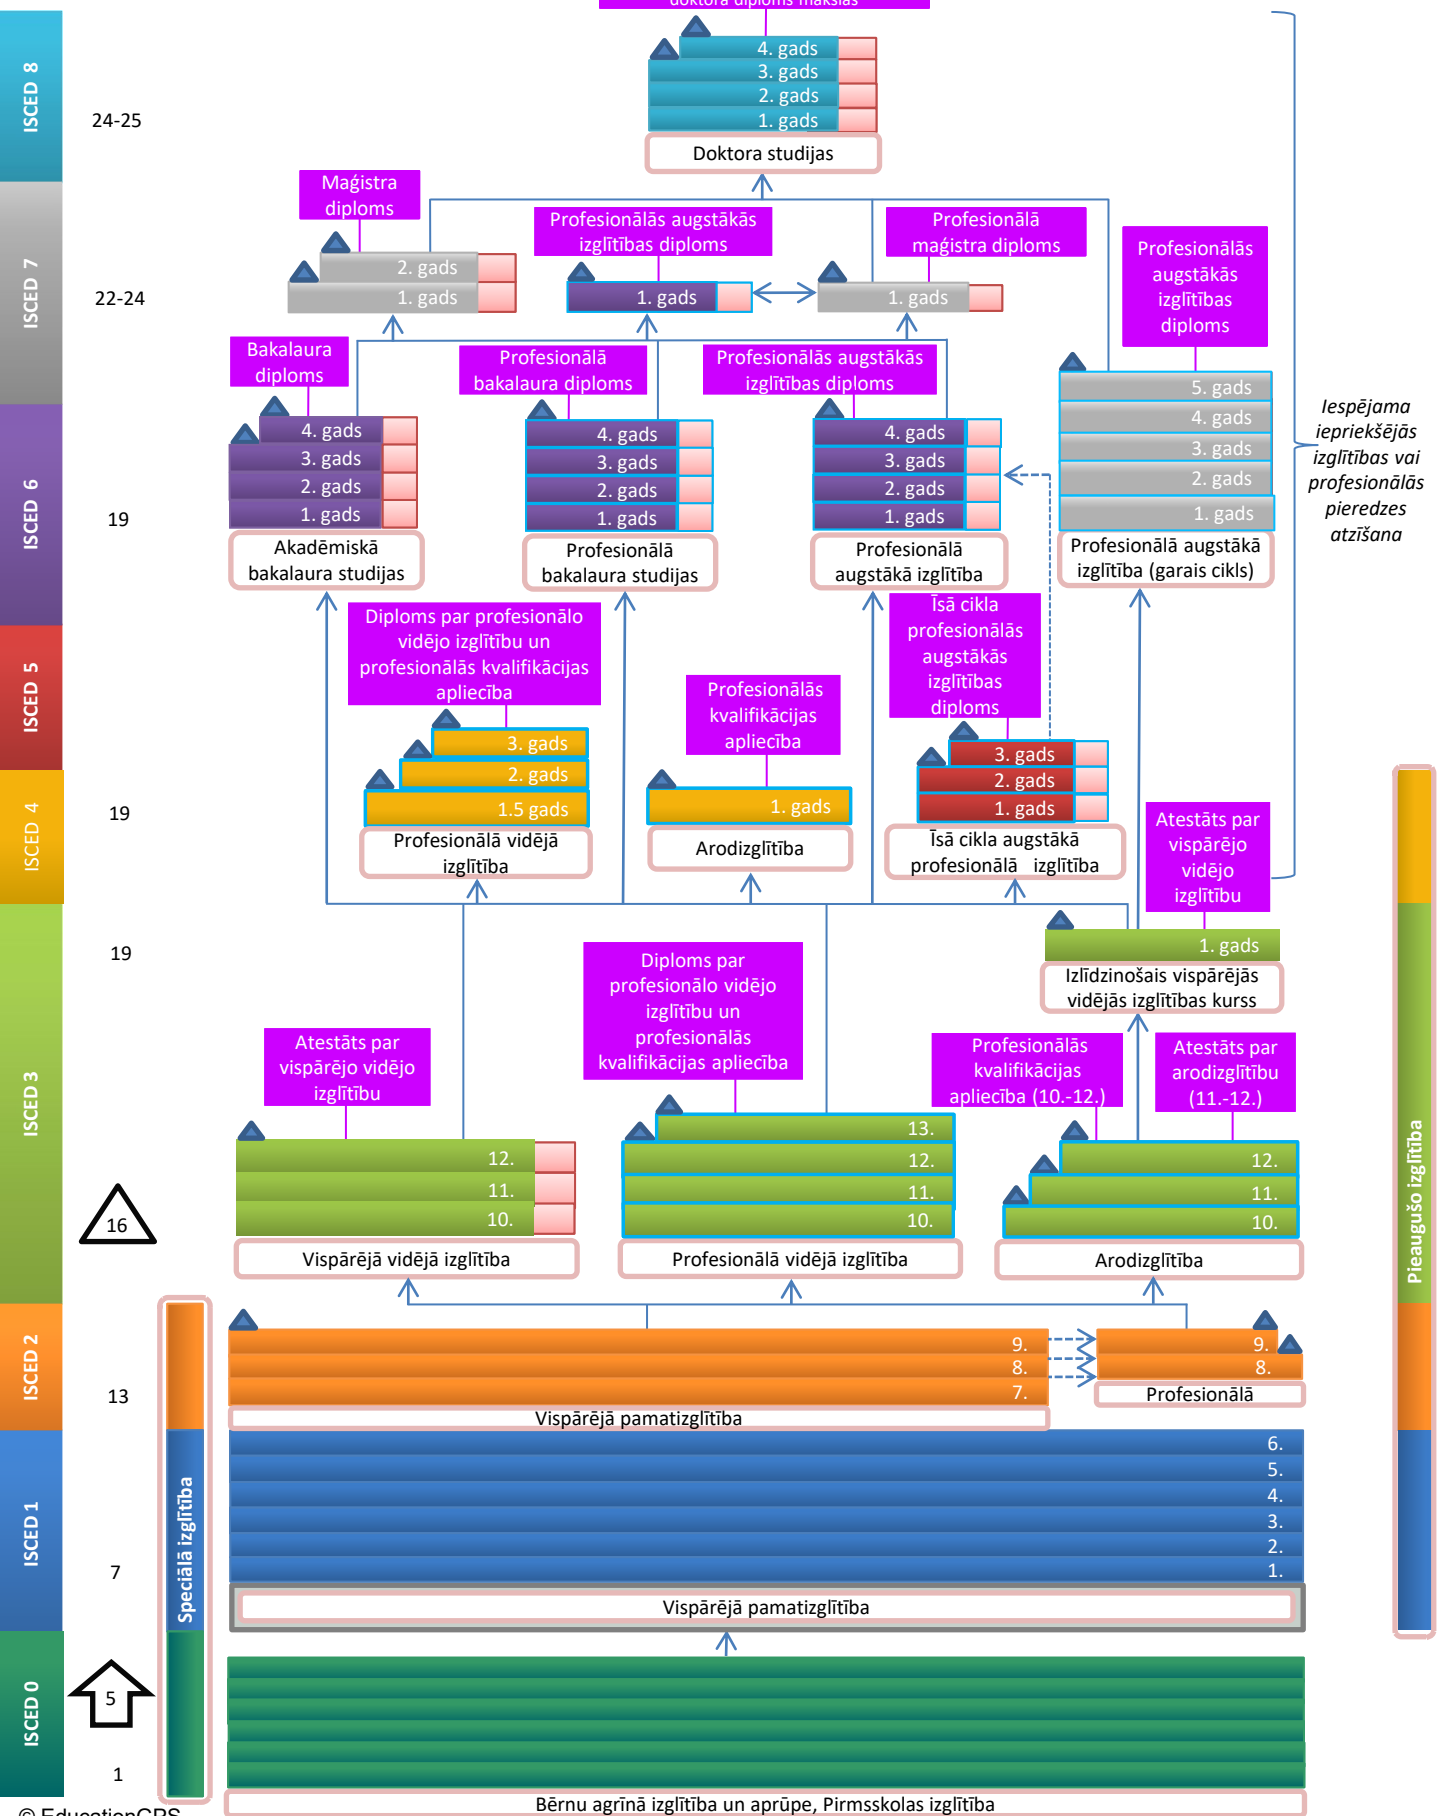 doktora diploms mākslās
4. gads
3. gads
2. gads
1. gads
Doktora studijas
ISCED 8
24-25
Maģistra
diploms
2. gads
1. gads
Profesionālās augstākās
izglītības diploms
1. gads
Profesionālā
maģistra diploms
1. gads
Profesionālās
augstākās
izglītības
diploms
ISCED 7
22-24
Bakalaura
diploms
4. gads
3. gads
2. gads
1. gads
Akadēmiskā
bakalaura studijas
Profesionālā
bakalaura diploms
4. gads
3. gads
2. gads
1. gads
Profesionālā
bakalaura studijas
Profesionālās augstākās
izglītības diploms
4. gads
3. gads
2. gads
1. gads
Profesionālā
augstākā izglītība
5. gads
4. gads
3. gads
2. gads
1. gads
Profesionālā augstākā
izglītība (garais cikls)
Iespējama
iepriekšējās
izglītības vai
profesionālās
pieredzes
atzīšana
ISCED 6
19
Diploms par profesionālo
vidējo izglītību un
profesionālās kvalifikācijas
apliecība
3. gads
2. gads
1.5 gads
Profesionālā vidējā
izglītība
Profesionālās
kvalifikācijas
apliecība
1. gads
Arodizglītība
Īsā cikla
profesionālās
augstākās
izglītības
diploms
3. gads
2. gads
1. gads
Īsā cikla augstākā
profesionālā izglītība
ISCED 5
ISCED 4
19
Atestāts par
vispārējo
vidējo
izglītību
1. gads
Izlīdzinošais vispārējās
vidējās izglītības kurss
19
Atestāts par
vispārējo vidējo
izglītību
12.
11.
10.
Vispārējā vidējā izglītība
Diploms par
profesionālo vidējo
izglītību un
profesionālās
kvalifikācijas apliecība
13.
12.
11.
10.
Profesionālā vidējā izglītība
Profesionālās
kvalifikācijas
apliecība (10.-12.)
Atestāts par
arodizglītību
(11.-12.)
12.
11.
10.
Arodizglītība
ISCED 3
16
Pieaugušo izglītība
ISCED 2
13
9.
8.
7.
Vispārējā pamatizglītība
9.
8.
Profesionālā
ISCED 1
7
Speciālā izglītība
6.
5.
4.
3.
2.
1.
Vispārējā pamatizglītība
ISCED 0
5
1
Bērnu agrīnā izglītība un aprūpe, Pirmsskolas izglītība
© EducationGPS